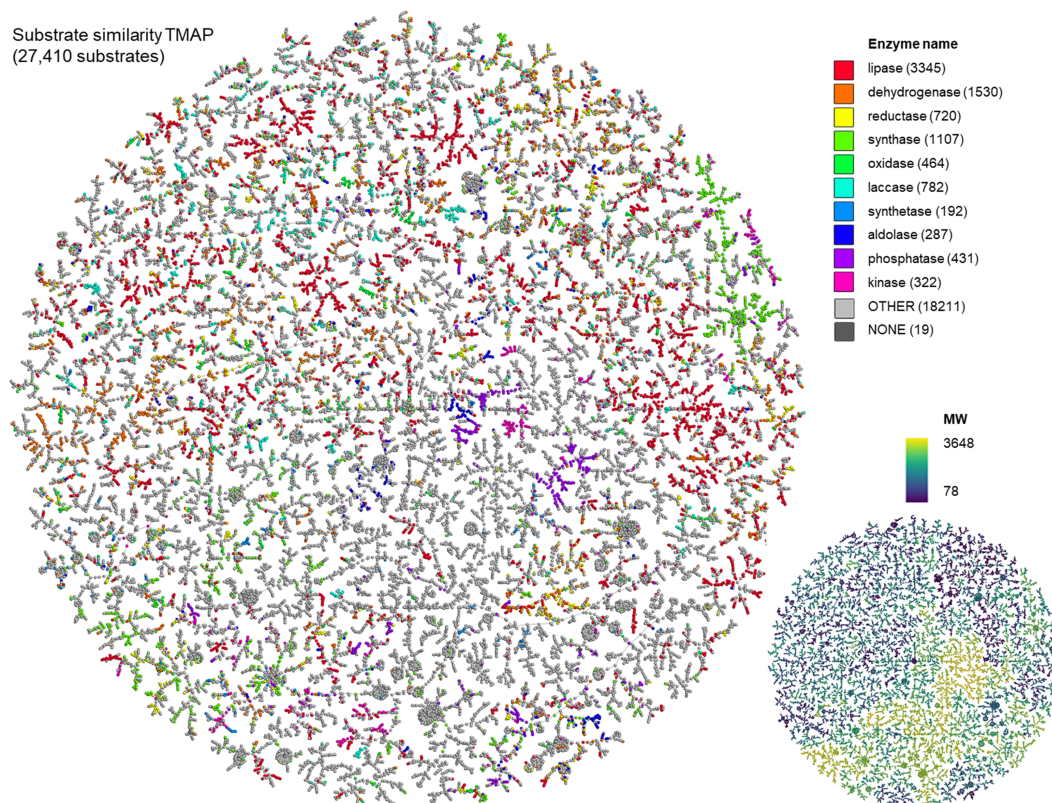 Substrate similarity TMAP
(27,410 substrates)
Enzyme name
lipase (3345)
dehydrogenase (1530)
reductase (720)
synthase (1107)
oxidase (464)
laccase (782)
synthetase (192)
aldolase (287)
phosphatase (431)
kinase (322)
OTHER (18211)
NONE (19)
MW
3648
78